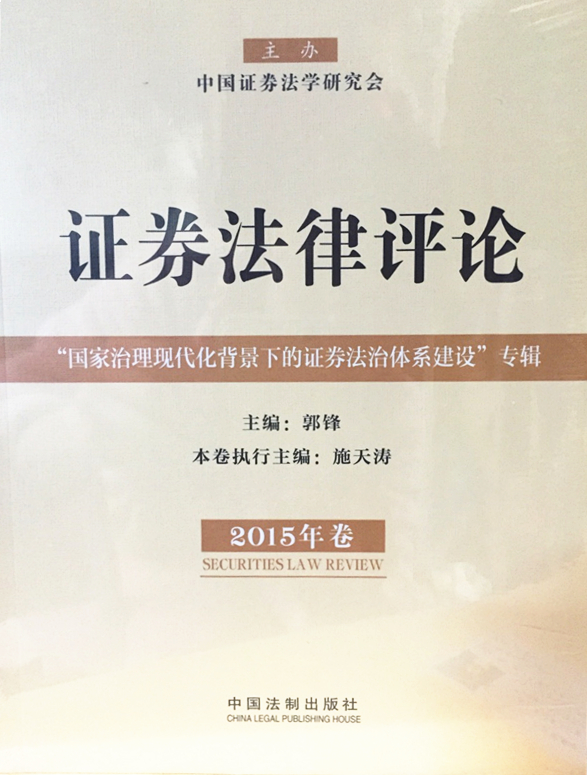 主办
中国证券法学研究会
证券法律评论
“国家治理现代化背景下的证券法治体系建设”专辑
主编：郭锋
本卷执行主编：施天涛
2015年卷
SECURITIES LAW REVIEW
中国法制出版社
CHINA LEGAL PUBLISHING HOUSE